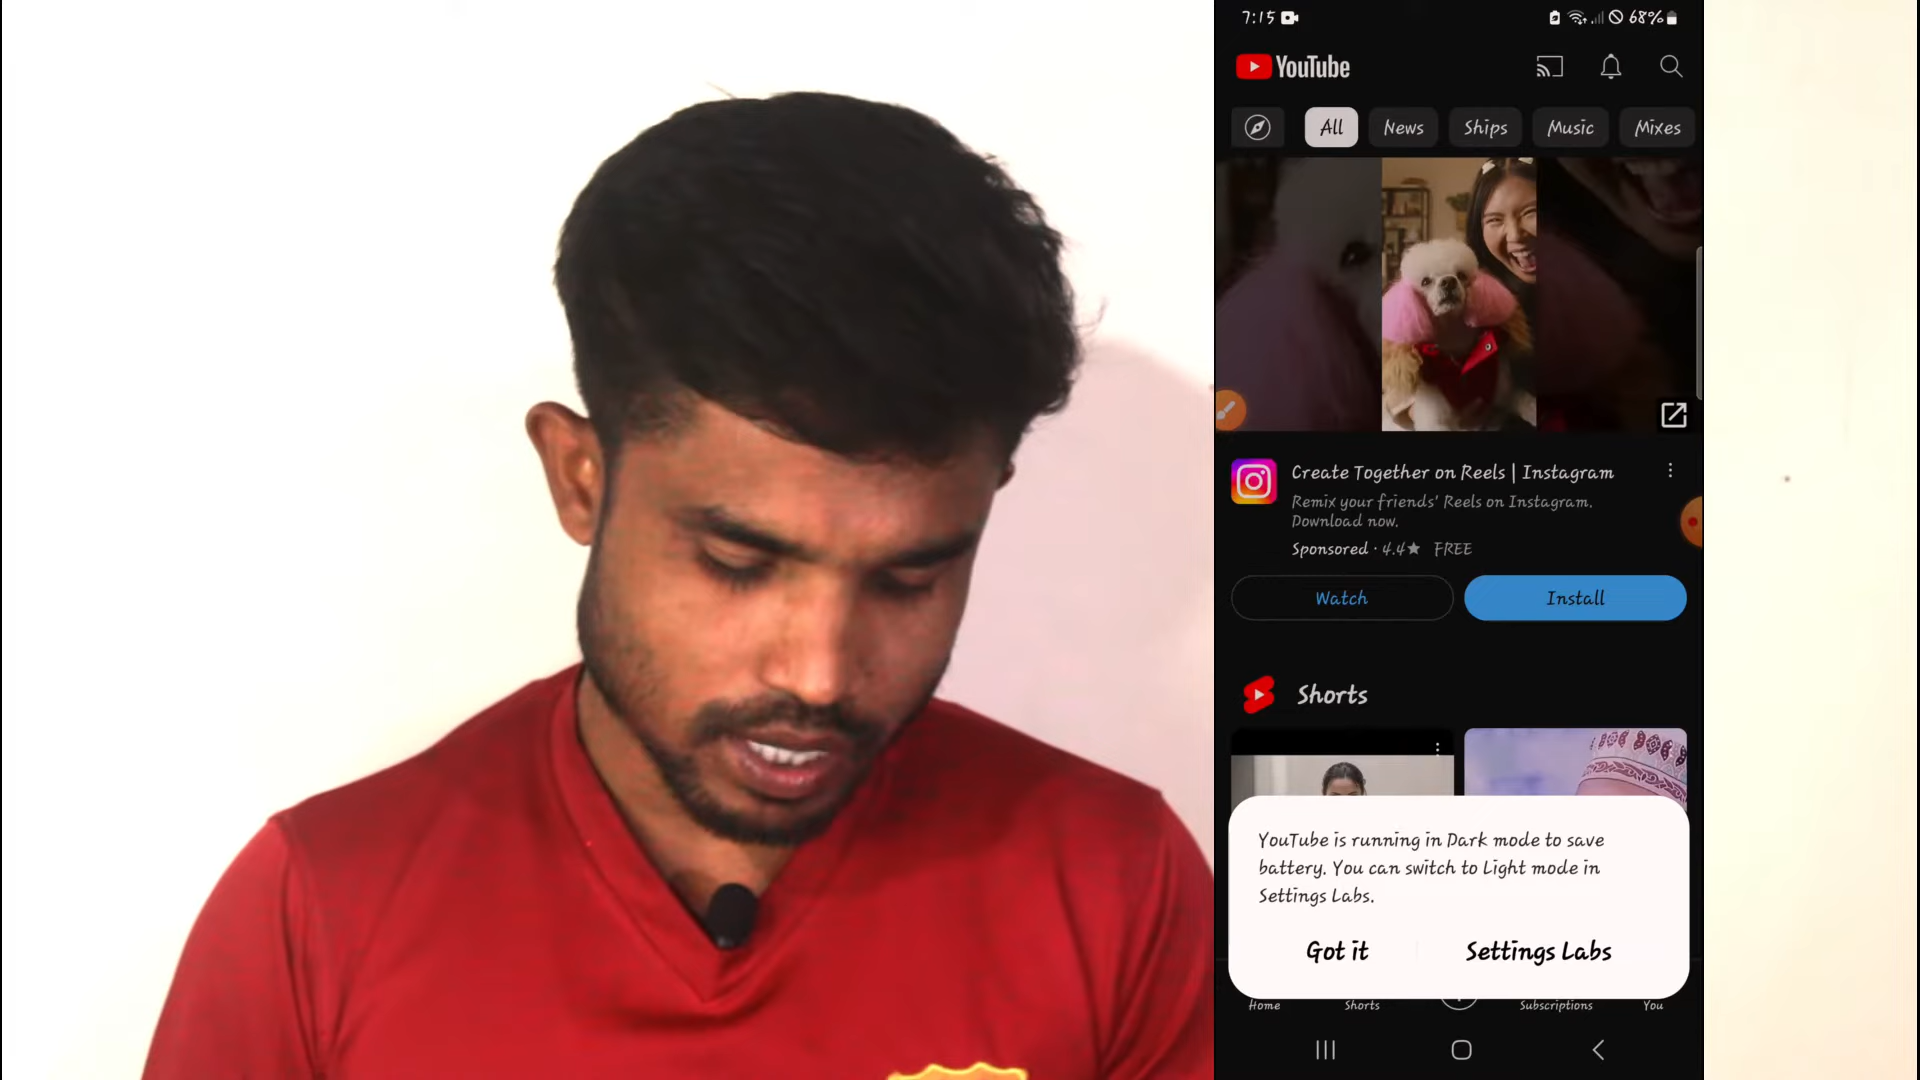 7:15
68%
YouTube
All
News
Ships
Music
Mixes
Create Together on Reels | Instagram
Remix your friends' Reels on Instagram.
Download now.
Sponsored · 4.4★ FREE
Watch
Install
Shorts
YouTube is running in Dark mode to save
battery. You can switch to Light mode in
Settings Labs.
Got it
Settings Labs
Home
Shorts
Subscriptions
You